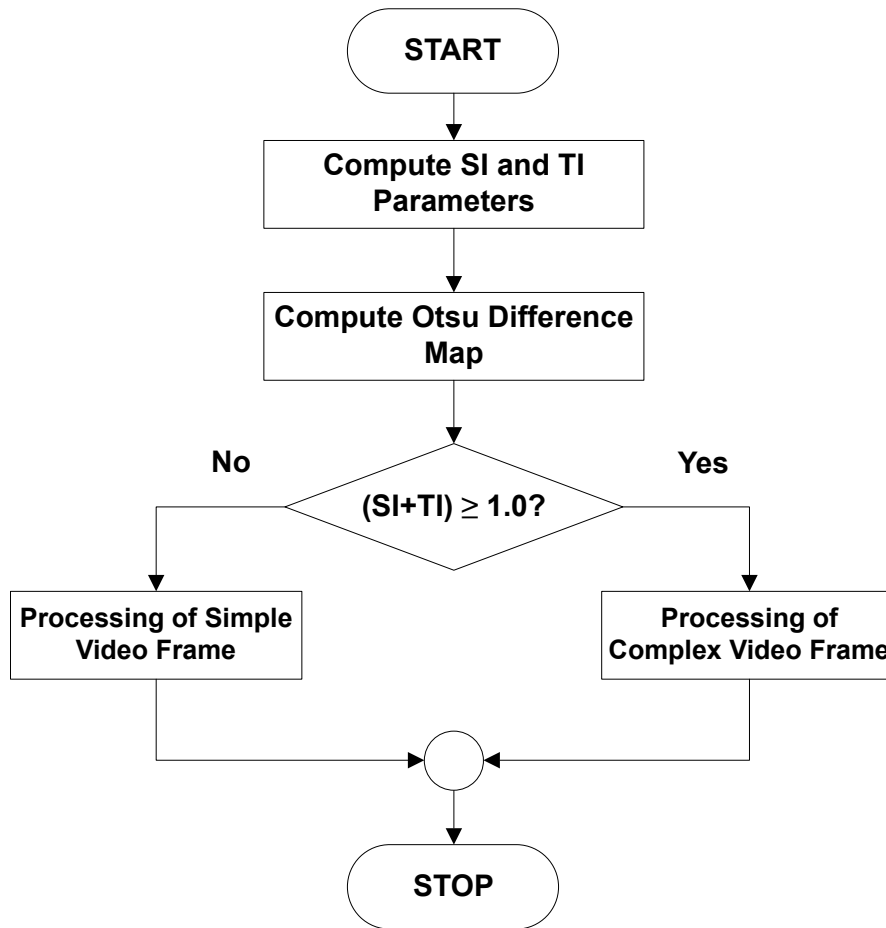 START
Compute SI and TI
Parameters
Compute Otsu Difference
Map
No
Yes
(SI+TI) ≥ 1.0?
Processing of Simple
Video Frame
Processing of
Complex Video Frame
STOP